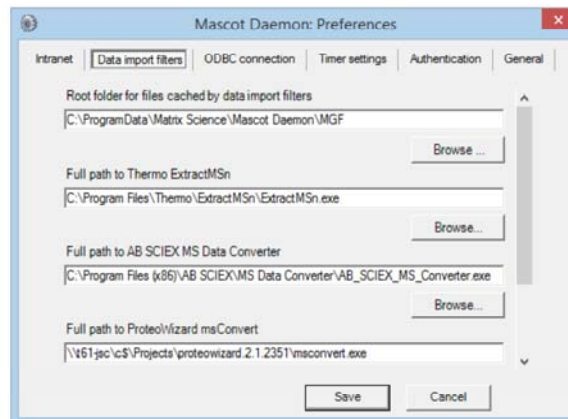 Mascot Daemon: Preferences
Intranet Data import filters ODBC connection Timer settings Authentication General
Root folder for files cached by data import filters
C:\ProgramData\Matrix Science\Mascot Daemon\MGF
Browse ...
Full path to Thermo ExtractMSn
C:\Program Files\Thermo\ExtractMSn\ExtractMSn.exe
Browse...
Full path to AB SCIEX MS Data Converter
C:\Program Files (x86)\AB SCIEX\MS Data Converter\AB_SCIEX_MS_Converter.exe
Browse...
Full path to ProteoWizard msConvert
\\t61-jsc\c$\Projects\proteowizard.2.1.2351\msconvert.exe
Save Cancel